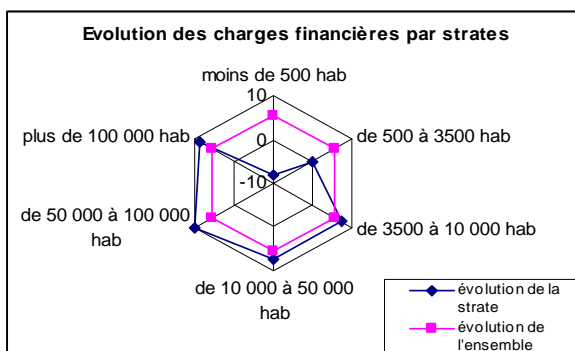 Evolution des charges financières par strates
moins de 500 hab
10
plus de 100 000 hab
0
de 500 à 3500 hab
-10
de 50 000 à 100 000
hab
de 3500 à 10 000 hab
de 10 000 à 50 000
hab
évolution de la
strate
évolution de
l'ensemble